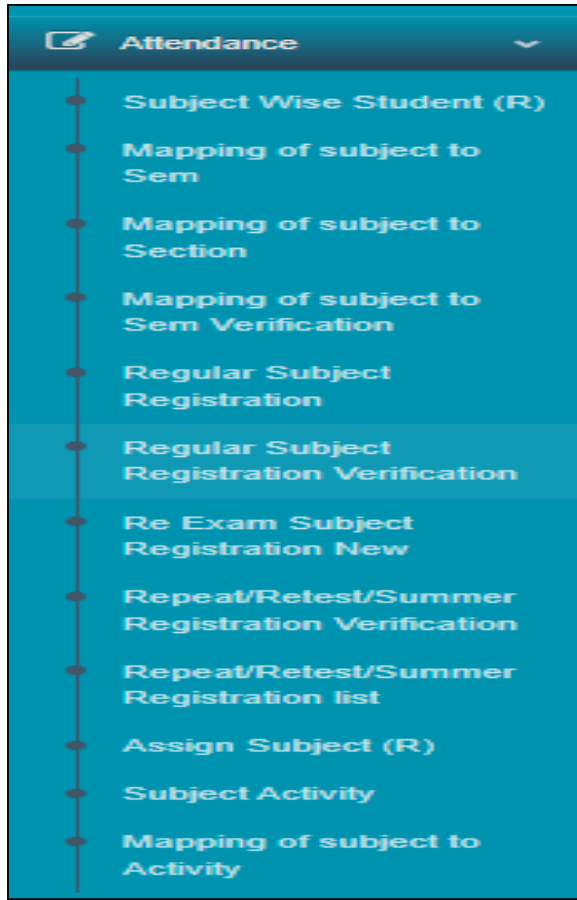 Attendance
Subject Wise Student (R)
Mapping of subject to
Sem
Mapping of subject to
Section
Mapping of subject to
Sem Verification
Regular Subject
Registration
Regular Subject
Registration Verification
Re Exam Subject
Registration New
Repeat/Retest/Summer
Registration Verification
Repeat/Retest/Summer
Registration list
Assign Subject (R)
Subject Activity
Mapping of subject to
Activity